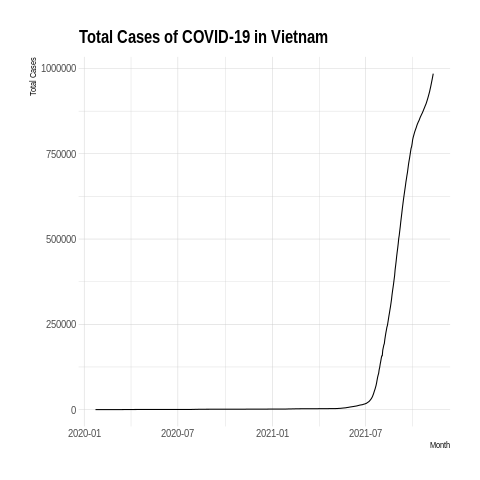 Total Cases of COVID-19 in Vietnam
Total Cases
1000000
750000
500000
250000
0
2020-01 2020-07 2021-01 2021-07
Month